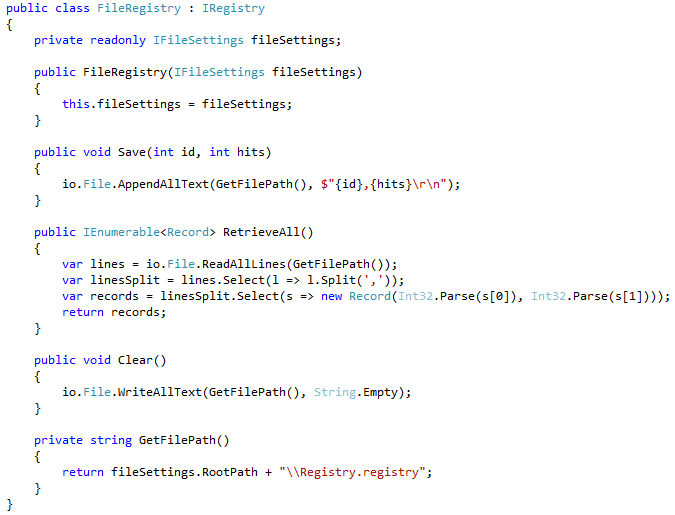 public class FileRegistry : IRegistry
{
    private readonly IFileSettings fileSettings;

    public FileRegistry(IFileSettings fileSettings)
    {
        this.fileSettings = fileSettings;
    }

    public void Save(int id, int hits)
    {
        io.File.AppendAllText(GetFilePath(), $"{id},{hits}\r\n");
    }

    public IEnumerable<Record> RetrieveAll()
    {
        var lines = io.File.ReadAllLines(GetFilePath());
        var linesSplit = lines.Select(l => l.Split(','));
        var records = linesSplit.Select(s => new Record(Int32.Parse(s[0]), Int32.Parse(s[1])));
        return records;
    }

    public void Clear()
    {
        io.File.WriteAllText(GetFilePath(), String.Empty);
    }

    private string GetFilePath()
    {
        return fileSettings.RootPath + "\\Registry.registry";
    }
}